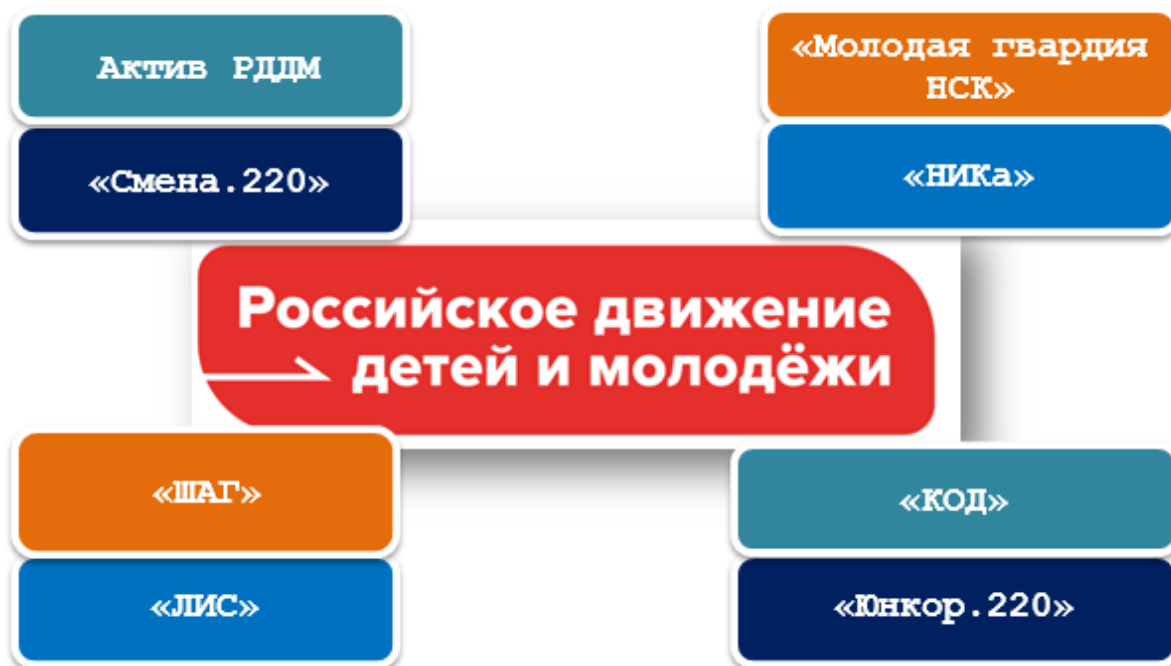 Актив РДДМ
«Молодая гвардия
НСК»
«Смена.220»
«НИКа»
Российское движение
детей и молодёжи
«ШАГ»
«КОД»
«ЛИС»
«Юнкор.220»